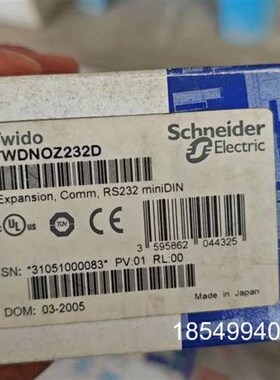 wido
TWDNOZ232D
Schneider
Electric
Expansion, Comm, RS232 miniDIN
3 595862 044325
SN: *31051000083* PV:01 RL:00
Made in Japan
DOM: 03-2005
18549940